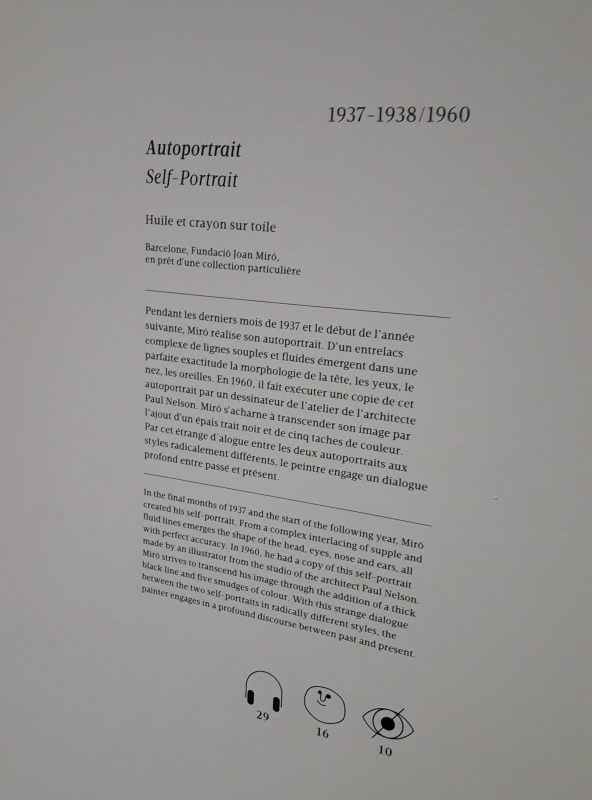 1937-1938/1960
Autoportrait
Self-Portrait
Huile et crayon sur toile
Barcelone, Fundació Joan Miró,
en prêt d'une collection particulière
Pendant les derniers mois de 1937 et le début de l'année
suivante, Miró réalise son autoportrait. D'un entrelacs
complexe de lignes souples et fluides émergent dans une
parfaite exactitude la morphologie de la tête, les yeux, le
nez, les oreilles. En 1960, il fait exécuter une copie de cet
autoportrait par un dessinateur de l'atelier de l'architecte
Paul Nelson. Miró s'acharne à transcender son image par
l'ajout d'un épais trait noir et de cinq taches de couleur.
Par cet étrange d'alogue entre les deux autoportraits aux
styles radicalement différents, le peintre engage un dialogue
profond entre passé et présent.
In the final months of 1937 and the start of the following year, Miró
created his self-portrait. From a complex interlacing of supple and
fluid lines emerges the shape of the head, eyes, nose and ears, all
with perfect accuracy. In 1960, he had a copy of this self-portrait
made by an illustrator from the studio of the architect Paul Nelson.
Miró strives to transcend his image through the addition of a thick
black line and five smudges of colour. With this strange dialogue
between the two self-portraits in radically different styles, the
painter engages in a profound discourse between past and present.
29
16
10